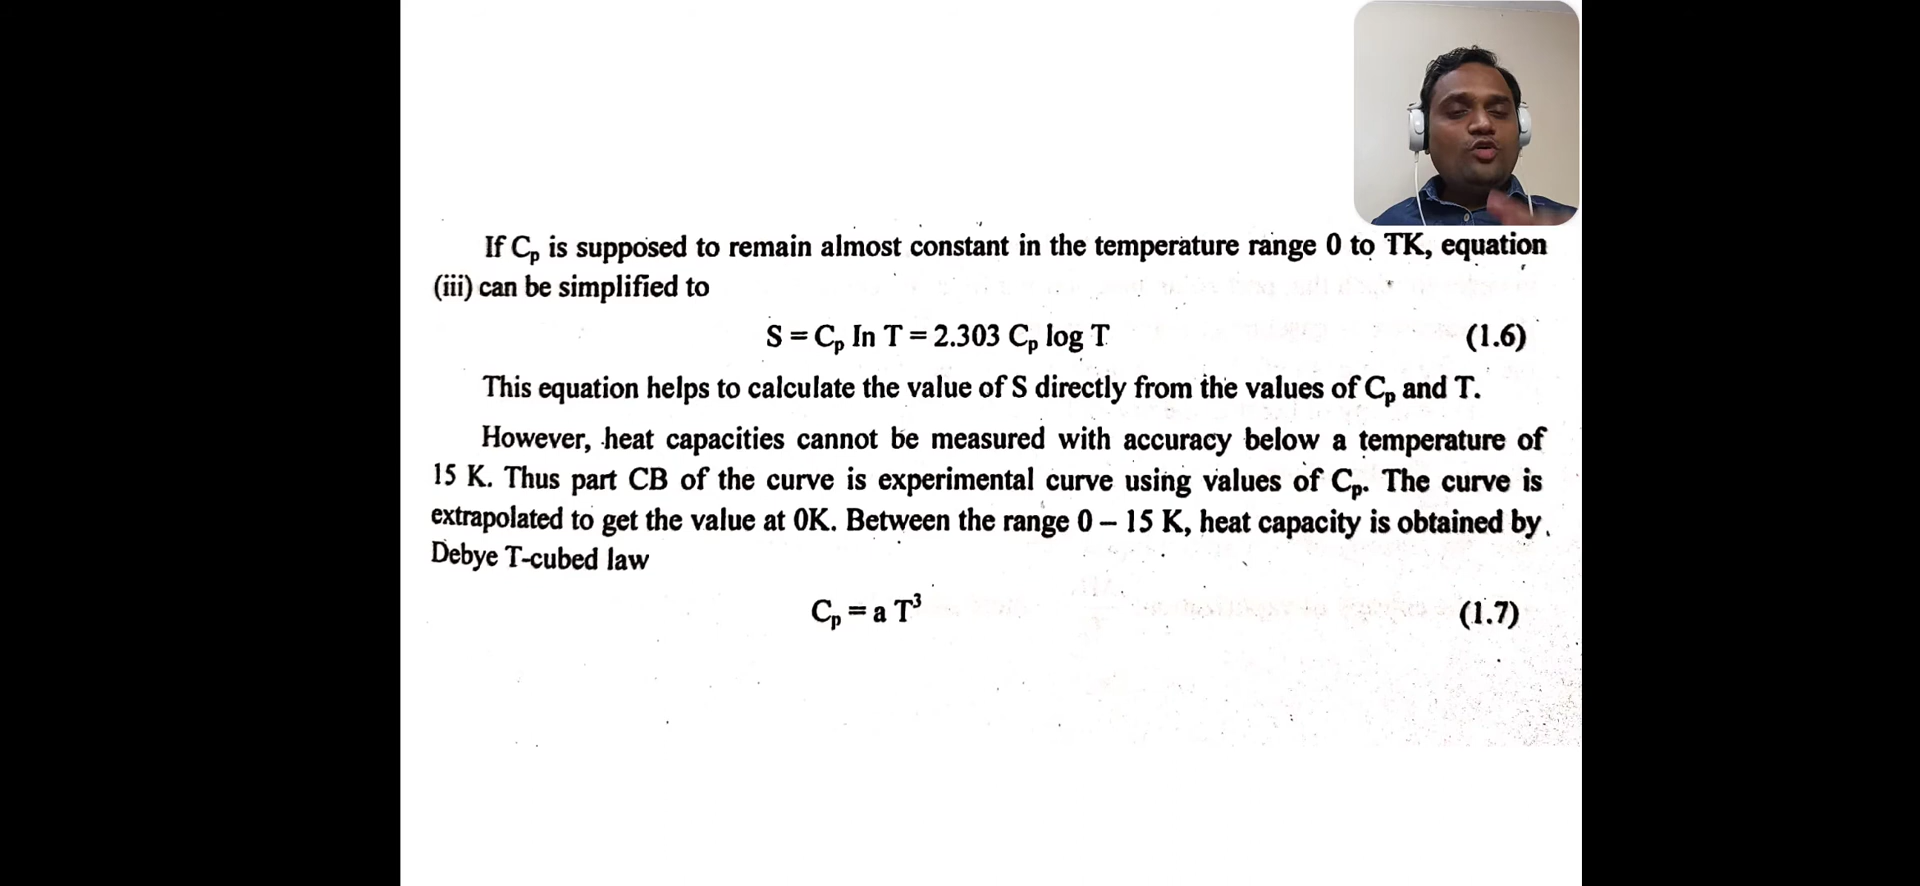 If Cp is supposed to remain almost constant in the temperature range 0 to TK, equation
(iii) can be simplified to
S = Cp In T = 2.303 Cp log T (1.6)
This equation helps to calculate the value of S directly from the values of Cp and T.
However, heat capacities cannot be measured with accuracy below a temperature of
15 K. Thus part CB of the curve is experimental curve using values of Cp. The curve is
extrapolated to get the value at 0K. Between the range 0 – 15 K, heat capacity is obtained by
Debye T-cubed law
Cp = a T³ (1.7)